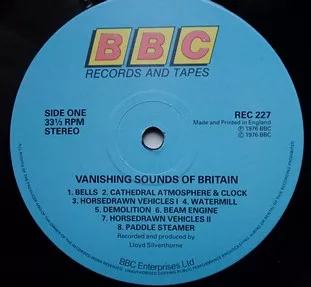 BBC
RECORDS AND TAPES
SIDE ONE
33⅓ RPM
STEREO
REC 227
Made and Printed in England
Ⓟ 1976 BBC
© 1976 BBC
VANISHING SOUNDS OF BRITAIN
1. BELLS 2. CATHEDRAL ATMOSPHERE & CLOCK
3. HORSEDRAWN VEHICLES I 4. WATERMILL
5. DEMOLITION 6. BEAM ENGINE
7. HORSEDRAWN VEHICLES II
8. PADDLE STEAMER
Recorded and produced by
Lloyd Silverthorne
BBC Enterprises Ltd